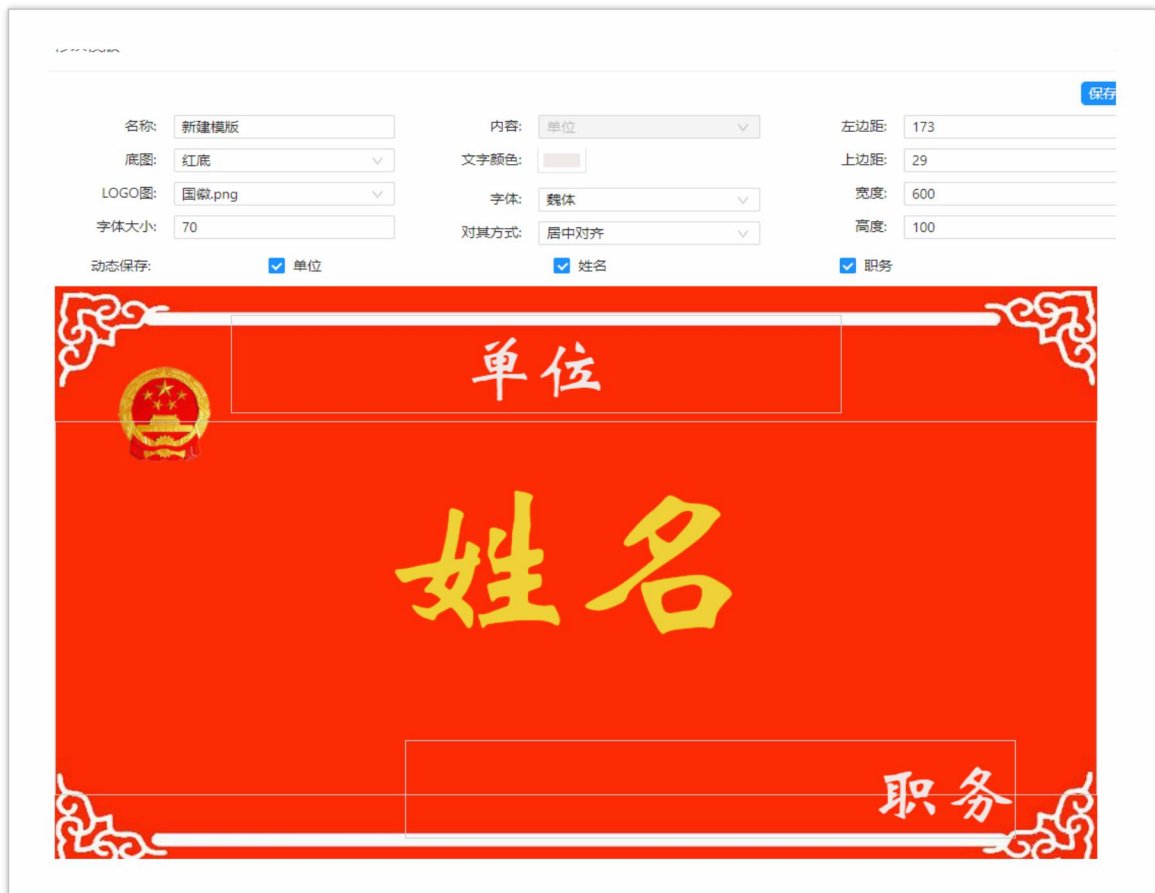 保存
名称: 新建模版 内容: 单位 左边距: 173
底图: 红底 文字颜色: 上边距: 29
LOGO图: 国徽.png 字体: 魏体 宽度: 600
字体大小: 70 对其方式: 居中对齐 高度: 100
动态保存: 单位 姓名 职务
单位
姓名
职务